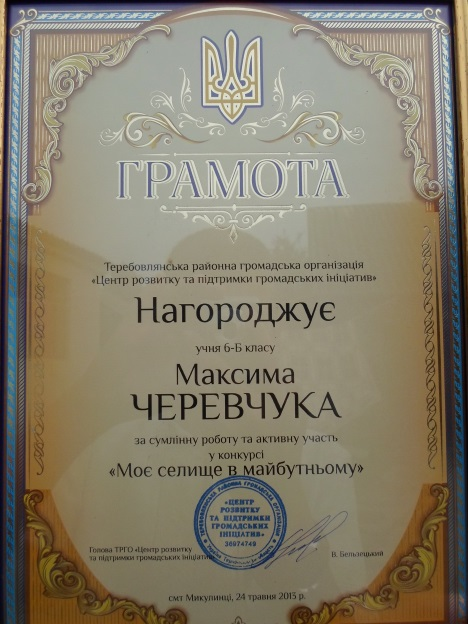 ГРАМОТА
Теребовлянська районна громадська організація
«Центр розвитку та підтримки громадських ініціатив»
Нагороджує
учня 6-Б класу
Максима
ЧЕРЕВЧУКА
за сумлінну роботу та активну участь
у конкурсі
«Моє селище в майбутньому»
«ЦЕНТР
РОЗВИТКУ
ТА ПІДТРИМКИ
ГРОМАДСЬКИХ
ІНІЦІАТИВ»
36974749
Голова ТРГО «Центр розвитку
та підтримки громадських ініціатив
В. Бельзецький
смт Микулинці, 24 травня 2015 р.